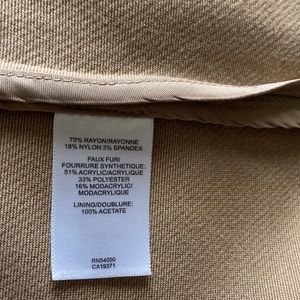 79% RAYON/RAYONNE
18% NYLON 3% SPANDEX
FAUX FUR/
FOURRURE SYNTHETIQUE:
51% ACRYLIC/ACRYLIQUE
33% POLYESTER
16% MODACRYLIC/
MODACRYLIQUE
LINING/DOUBLURE:
100% ACETATE
RN54050
CA19371